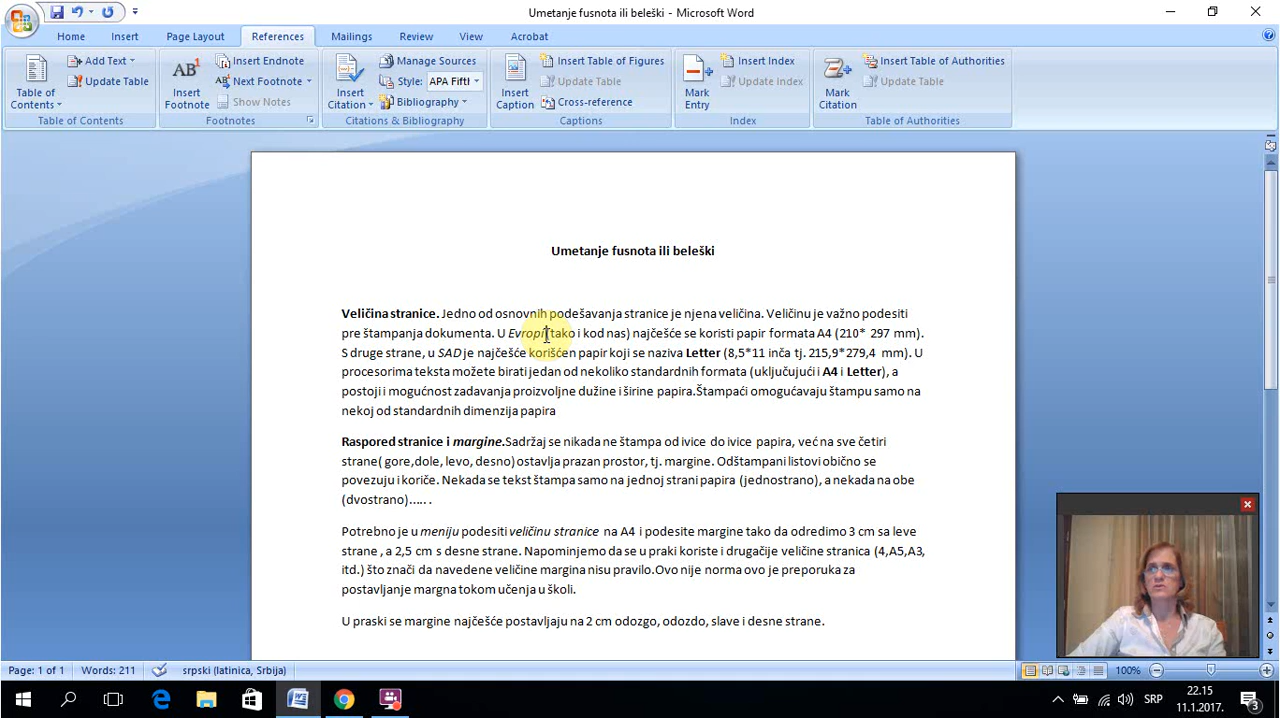 Umetanje fusnota ili beleški - Microsoft Word
Home Insert Page Layout References Mailings Review View Acrobat
Table of Contents
Add Text
Update Table
Table of Contents
AB¹
Insert Footnote
Insert Endnote
AB Next Footnote
Show Notes
Footnotes
Insert Citation
Manage Sources
Style: APA Fiftl
Bibliography
Citations & Bibliography
Insert Caption
Insert Table of Figures
Update Table
Cross-reference
Captions
Mark Entry
Insert Index
Update Index
Index
Mark Citation
Insert Table of Authorities
Update Table
Table of Authorities
Umetanje fusnota ili beleški
Veličina stranice. Jedno od osnovnih podešavanja stranice je njena veličina. Veličinu je važno podesiti
pre štampanja dokumenta. U Evropi(tako i kod nas) najčešće se koristi papir formata A4 (210* 297 mm).
S druge strane, u SAD je najčešće korišćen papir koji se naziva Letter (8,5*11 inča tj. 215,9*279,4 mm). U
procesorima teksta možete birati jedan od nekoliko standardnih formata (uključujući i A4 i Letter), a
postoji i mogućnost zadavanja proizvoljne dužine i širine papira.Štampaći omogućavaju štampu samo na
nekoj od standardnih dimenzija papira
Raspored stranice i margine.Sadržaj se nikada ne štampa od ivice do ivice papira, već na sve četiri
strane( gore,dole, levo, desno) ostavlja prazan prostor, tj. margine. Odštampani listovi obično se
povezuju i koriče. Nekada se tekst štampa samo na jednoj strani papira (jednostrano), a nekada na obe
(dvostrano)..... .
Potrebno je u meniju podesiti veličinu stranice na A4 i podesite margine tako da odredimo 3 cm sa leve
strane , a 2,5 cm s desne strane. Napominjemo da se u praki koriste i drugačije veličine stranica (4,A5,A3,
itd.) što znači da navedene veličine margina nisu pravilo.Ovo nije norma ovo je preporuka za
postavljanje margna tokom učenja u školi.
U praski se margine najčešće postavljaju na 2 cm odozgo, odozdo, slave i desne strane.
Page: 1 of 1 Words: 211 srpski (latinica, Srbija) 100%
SRP
22.15
11.1.2017.
3